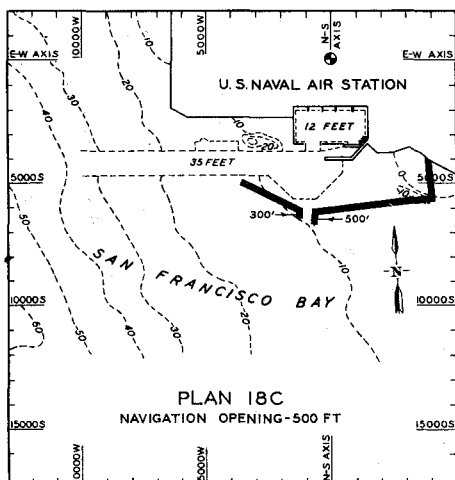 10000W
5000W
N-S
AXIS
E-W AXIS
E-W AXIS
-10
-20
-30
-40
U.S. NAVAL AIR STATION
-10
-20
12 FEET
35 FEET
0
5000S
5000S
300'
500'
-10
SAN FRANCISCO BAY
-N-
10000S
10000S
-60
-50
-40
-30
-20
PLAN 18C
NAVIGATION OPENING-500 FT
15000S
15000S
5000W
N-S
AXIS